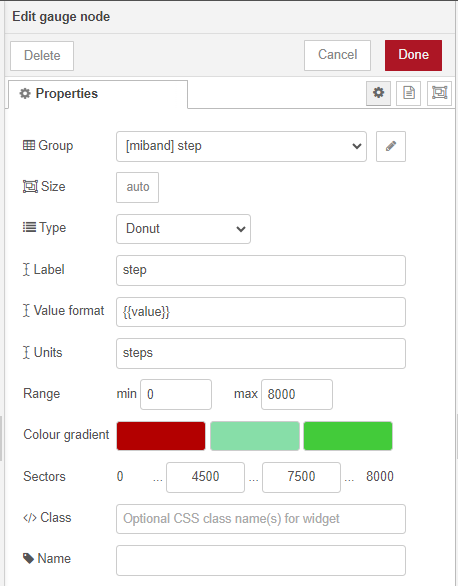 Edit gauge node
Delete Cancel Done
Properties
Group [miband] step
Size auto
Type Donut
Label step
Value format {{value}}
Units steps
Range min 0 max 8000
Colour gradient
Sectors 0 ... 4500 ... 7500 ... 8000
</> Class Optional CSS class name(s) for widget
Name